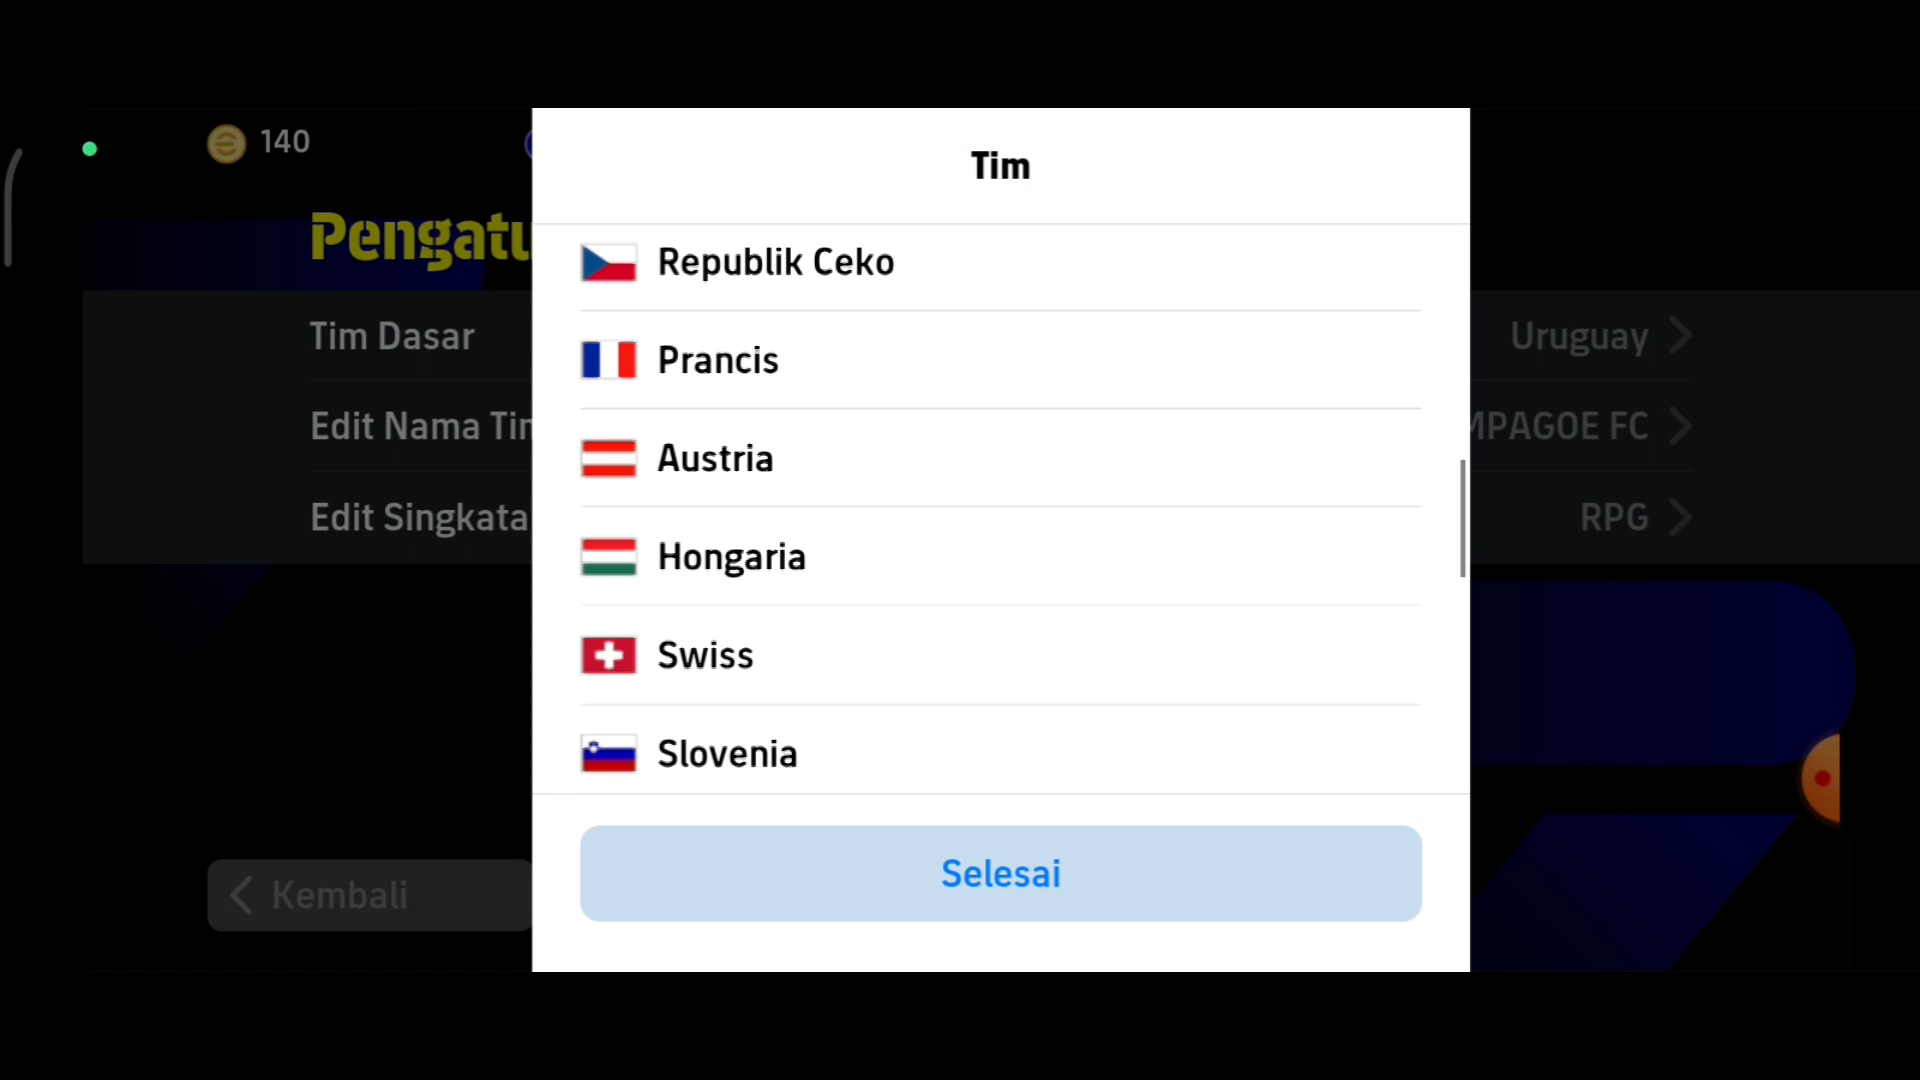 140
Tim
Pengatu
Republik Ceko
Tim Dasar
Uruguay
Prancis
Edit Nama Tim
MPAGOE FC
Austria
Edit Singkata
RPG
Hongaria
Swiss
Slovenia
Selesai
Kembali